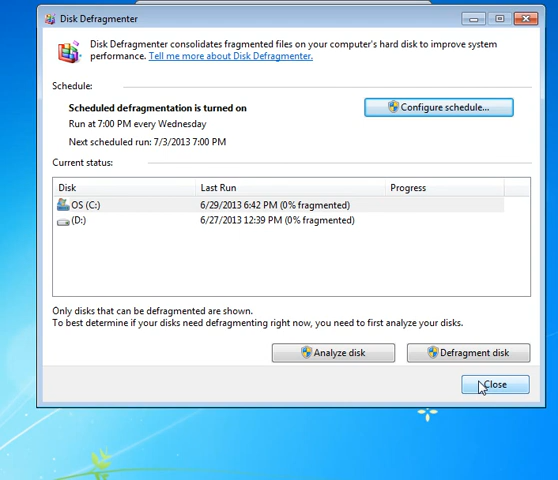 Disk Defragmenter
Disk Defragmenter consolidates fragmented files on your computer's hard disk to improve system
performance. Tell me more about Disk Defragmenter.
Schedule:
Scheduled defragmentation is turned on
Configure schedule...
Run at 7:00 PM every Wednesday
Next scheduled run: 7/3/2013 7:00 PM
Current status:
Disk Last Run Progress
OS (C:) 6/29/2013 6:42 PM (0% fragmented)
(D:) 6/27/2013 12:39 PM (0% fragmented)
Only disks that can be defragmented are shown.
To best determine if your disks need defragmenting right now, you need to first analyze your disks.
Analyze disk Defragment disk
Close